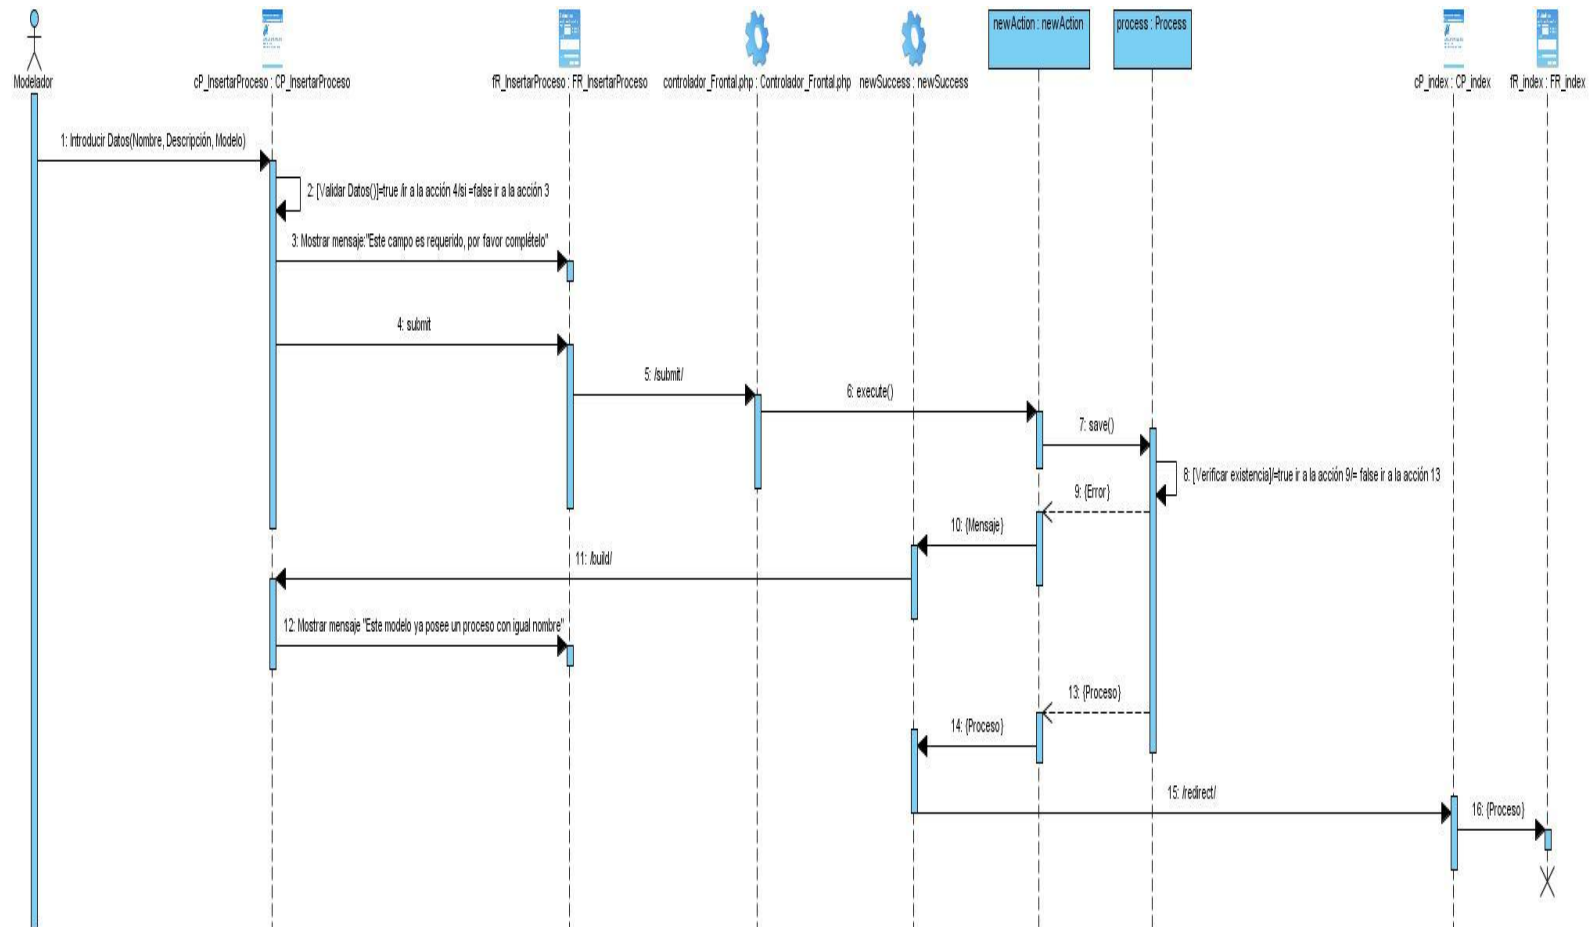 newAction : newAction
process : Process
Modelador
cP_InsertarProceso : CP_InsertarProceso
fR_InsertarProceso : FR_InsertarProceso
controlador_Frontal.php : Controlador_Frontal.php
newSuccess : newSuccess
cP_index : CP_index
fR_index : FR_index
1: Introducir Datos(Nombre, Descripción, Modelo)
2: [Validar Datos()]=true /ir a la acción 4/si =false ir a la acción 3
3: Mostrar mensaje:"Este campo es requerido, por favor complételo"
4: submit
5: /submit/
6: execute()
7: save()
8: [Verificar existencia]/=true ir a la acción 9/= false ir a la acción 13
9: {Error}
10: {Mensaje}
11: /build/
12: Mostrar mensaje "Este modelo ya posee un proceso con igual nombre"
13: {Proceso}
14: {Proceso}
15: /redirect/
16: {Proceso}